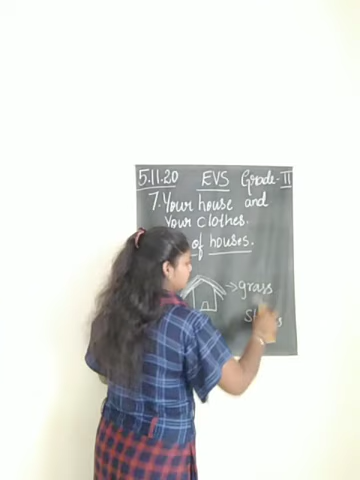 5.11.20 EVS Grade-II
7. Your house and
Your clothes.
of houses.
→ grass